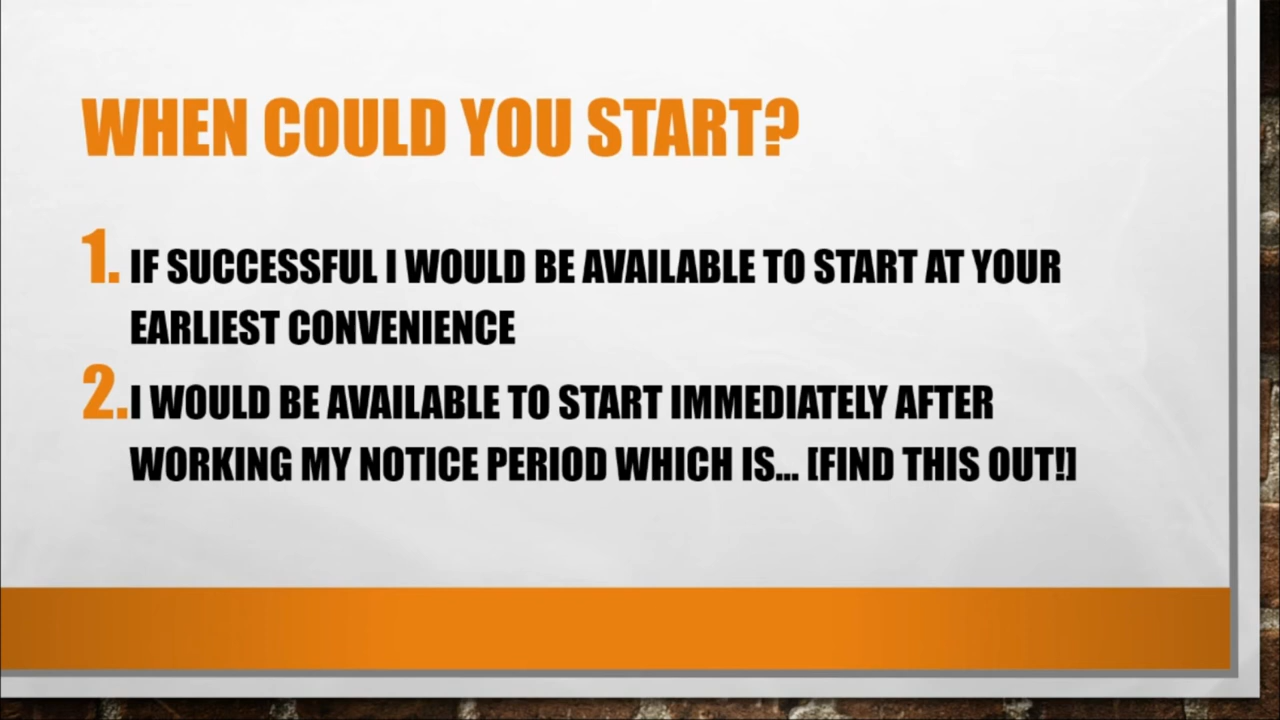 WHEN COULD YOU START?
1. IF SUCCESSFUL I WOULD BE AVAILABLE TO START AT YOUR
EARLIEST CONVENIENCE
2. I WOULD BE AVAILABLE TO START IMMEDIATELY AFTER
WORKING MY NOTICE PERIOD WHICH IS... [FIND THIS OUT!]